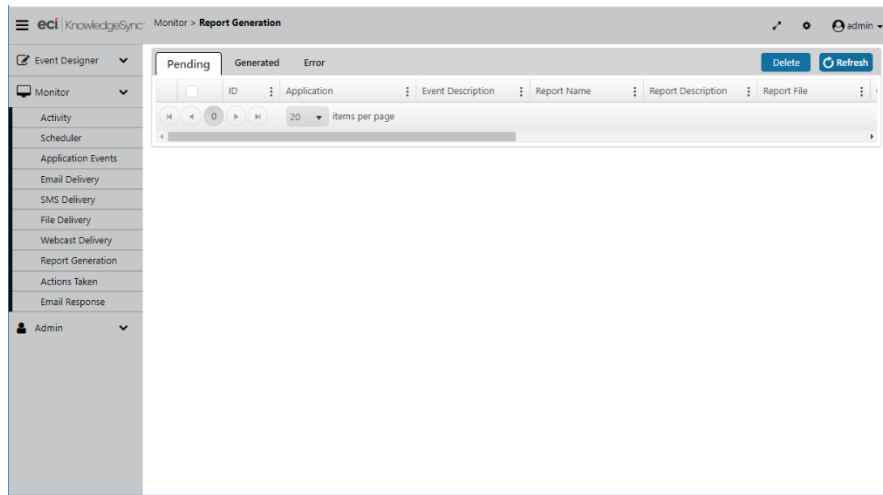 eci KnowledgeSync Monitor > Report Generation admin
Event Designer
Pending Generated Error Delete Refresh
Monitor
ID Application Event Description Report Name Report Description Report File
Activity
0 20 items per page
Scheduler
Application Events
Email Delivery
SMS Delivery
File Delivery
Webcast Delivery
Report Generation
Actions Taken
Email Response
Admin